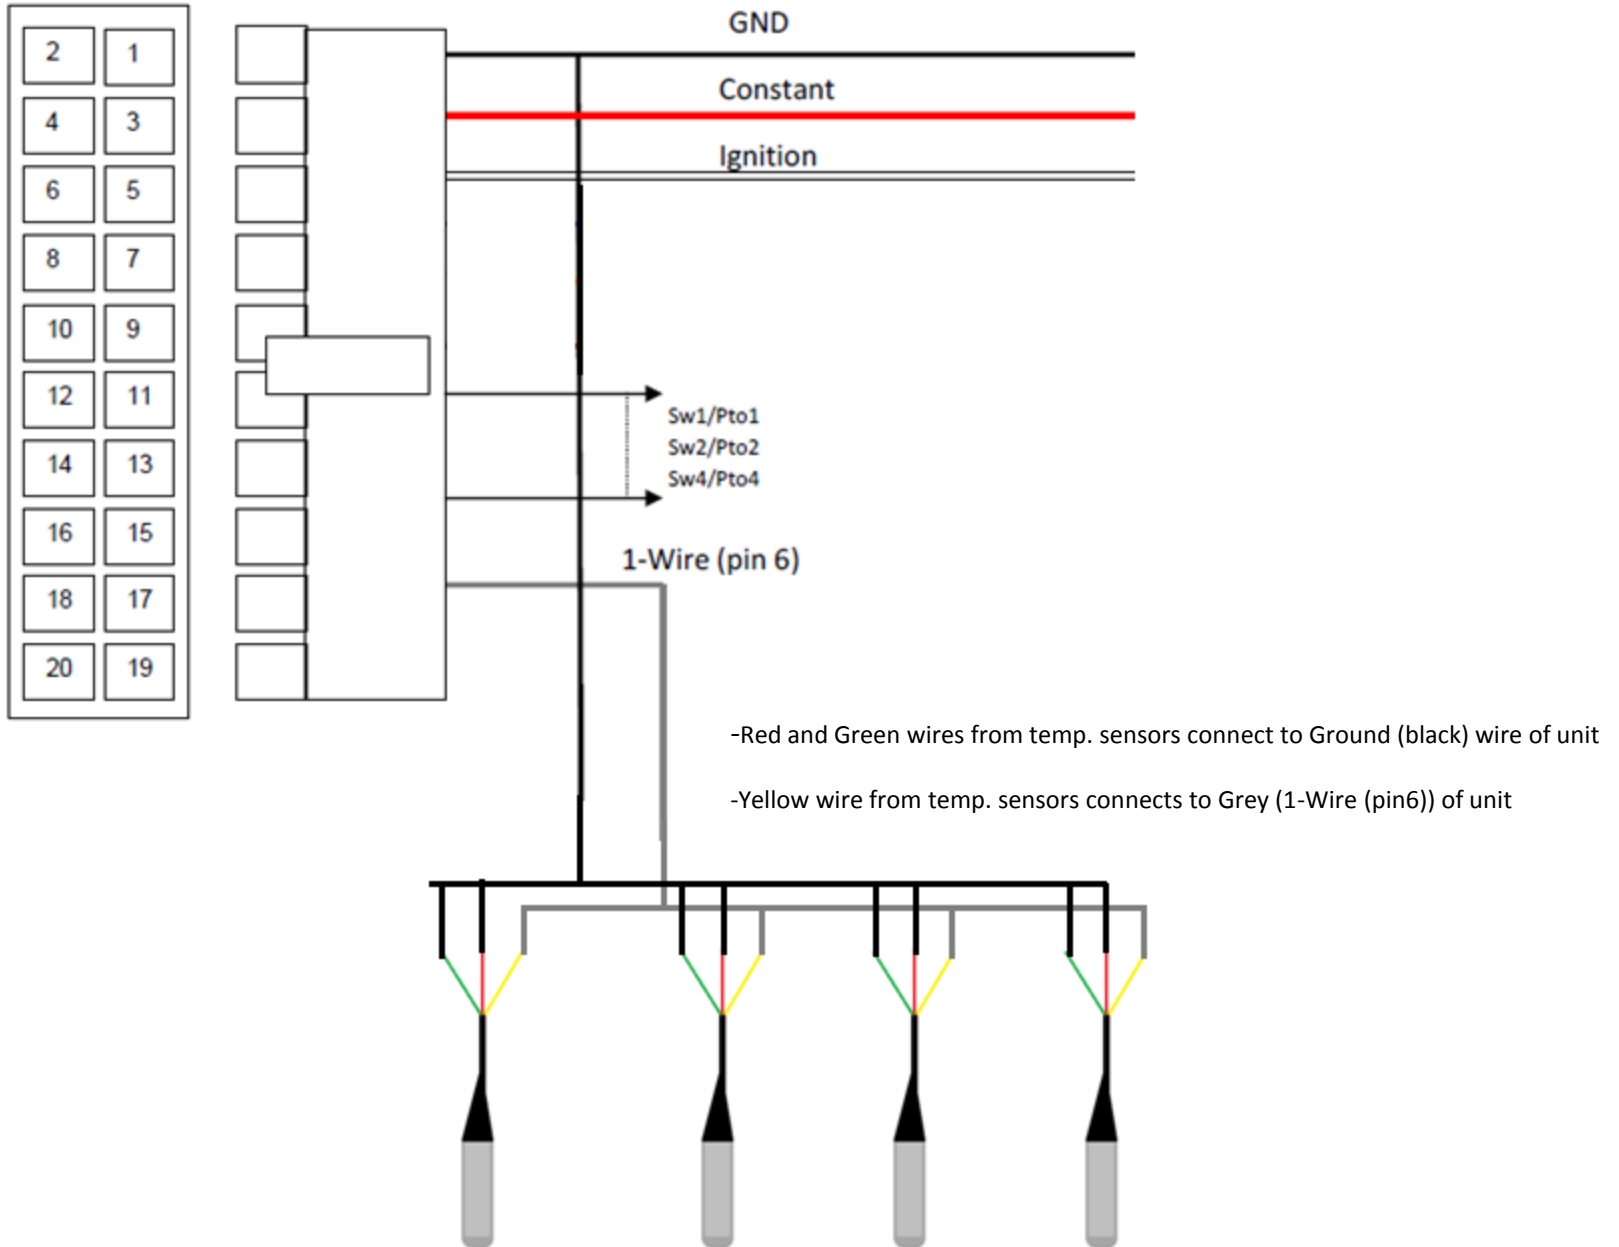 GND
Constant
Ignition
2 1
4 3
6 5
8 7
10 9
12 11
14 13
16 15
18 17
20 19
Sw1/Pto1
Sw2/Pto2
Sw4/Pto4
1-Wire (pin 6)
-Red and Green wires from temp. sensors connect to Ground (black) wire of unit
-Yellow wire from temp. sensors connects to Grey (1-Wire (pin6)) of unit